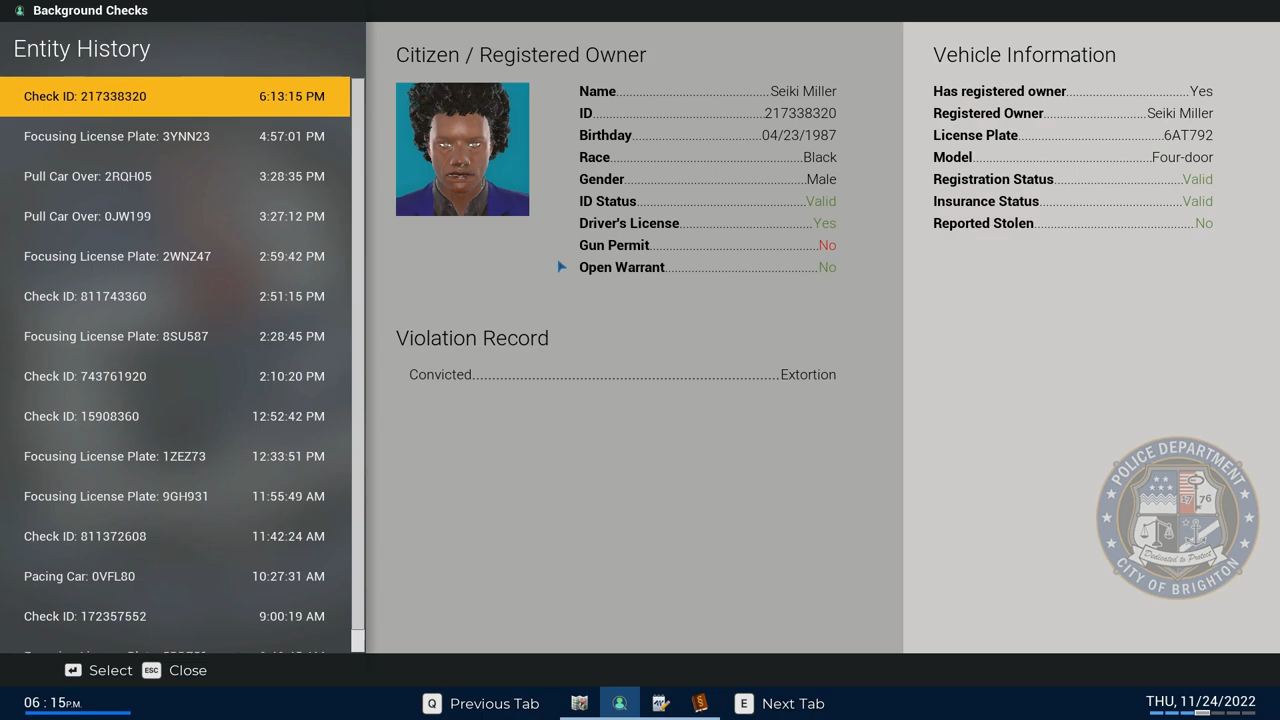 Background Checks
Entity History
Check ID: 217338320 6:13:15 PM
Focusing License Plate: 3YNN23 4:57:01 PM
Pull Car Over: 2RQH05 3:28:35 PM
Pull Car Over: 0JW199 3:27:12 PM
Focusing License Plate: 2WNZ47 2:59:42 PM
Check ID: 811743360 2:51:15 PM
Focusing License Plate: 8SU587 2:28:45 PM
Check ID: 743761920 2:10:20 PM
Check ID: 15908360 12:52:42 PM
Focusing License Plate: 1ZEZ73 12:33:51 PM
Focusing License Plate: 9GH931 11:55:49 AM
Check ID: 811372608 11:42:24 AM
Pacing Car: 0VFL80 10:27:31 AM
Check ID: 172357552 9:00:19 AM
Citizen / Registered Owner
Name Seiki Miller
ID 217338320
Birthday 04/23/1987
Race Black
Gender Male
ID Status Valid
Driver's License Yes
Gun Permit No
Open Warrant No
Violation Record
Convicted Extortion
Vehicle Information
Has registered owner Yes
Registered Owner Seiki Miller
License Plate 6AT792
Model Four-door
Registration Status Valid
Insurance Status Valid
Reported Stolen No
POLICE DEPARTMENT
17 76
Dedicated to Protect
CITY OF BRIGHTON
Select ESC Close
06 : 15 P.M. Q Previous Tab E Next Tab THU, 11/24/2022